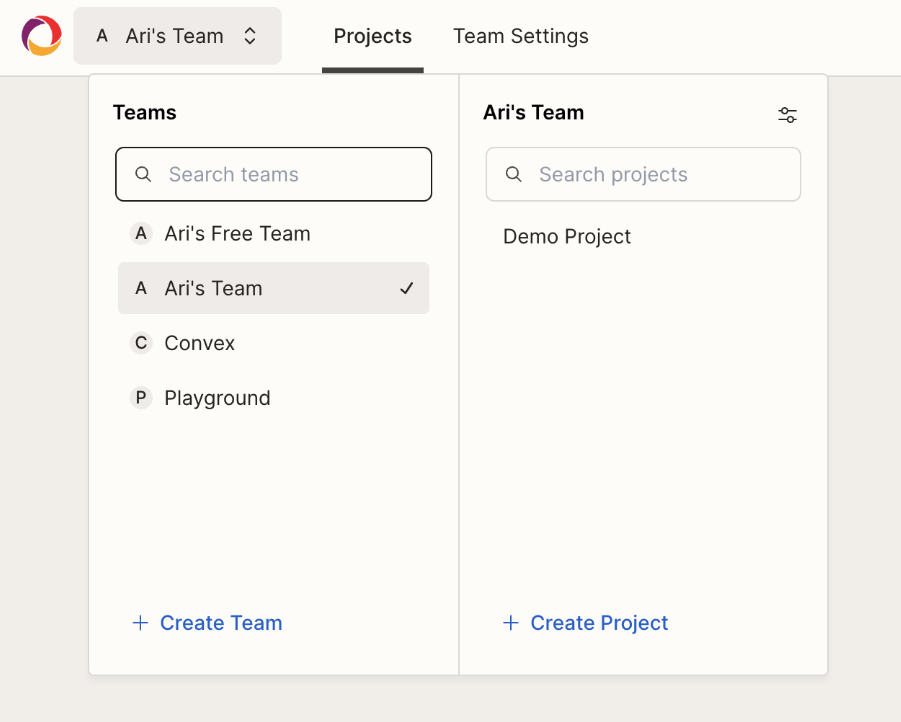 A Ari's Team
Projects
Team Settings
Teams
Search teams
A Ari's Free Team
A Ari's Team
C Convex
P Playground
+ Create Team
Ari's Team
Search projects
Demo Project
+ Create Project